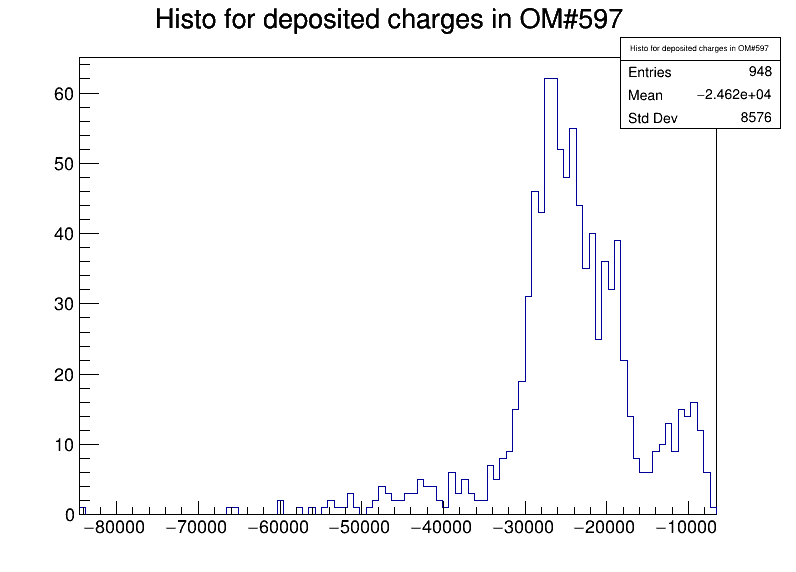 Histo for deposited charges in OM#597
Histo for deposited charges in OM#597
Entries 948
Mean −2.462e+04
Std Dev 8576
60
50
40
30
20
10
0
−80000 −70000 −60000 −50000 −40000 −30000 −20000 −10000